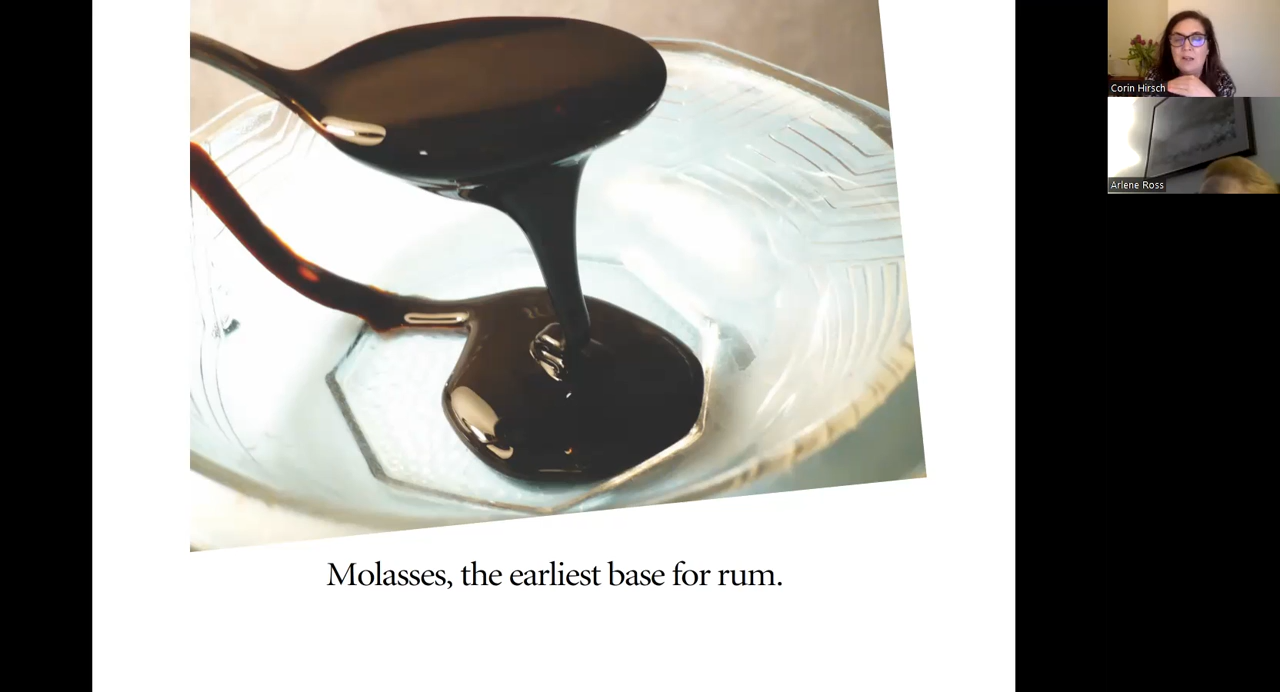 Molasses, the earliest base for rum.
Corin Hirsch
Arlene Ross